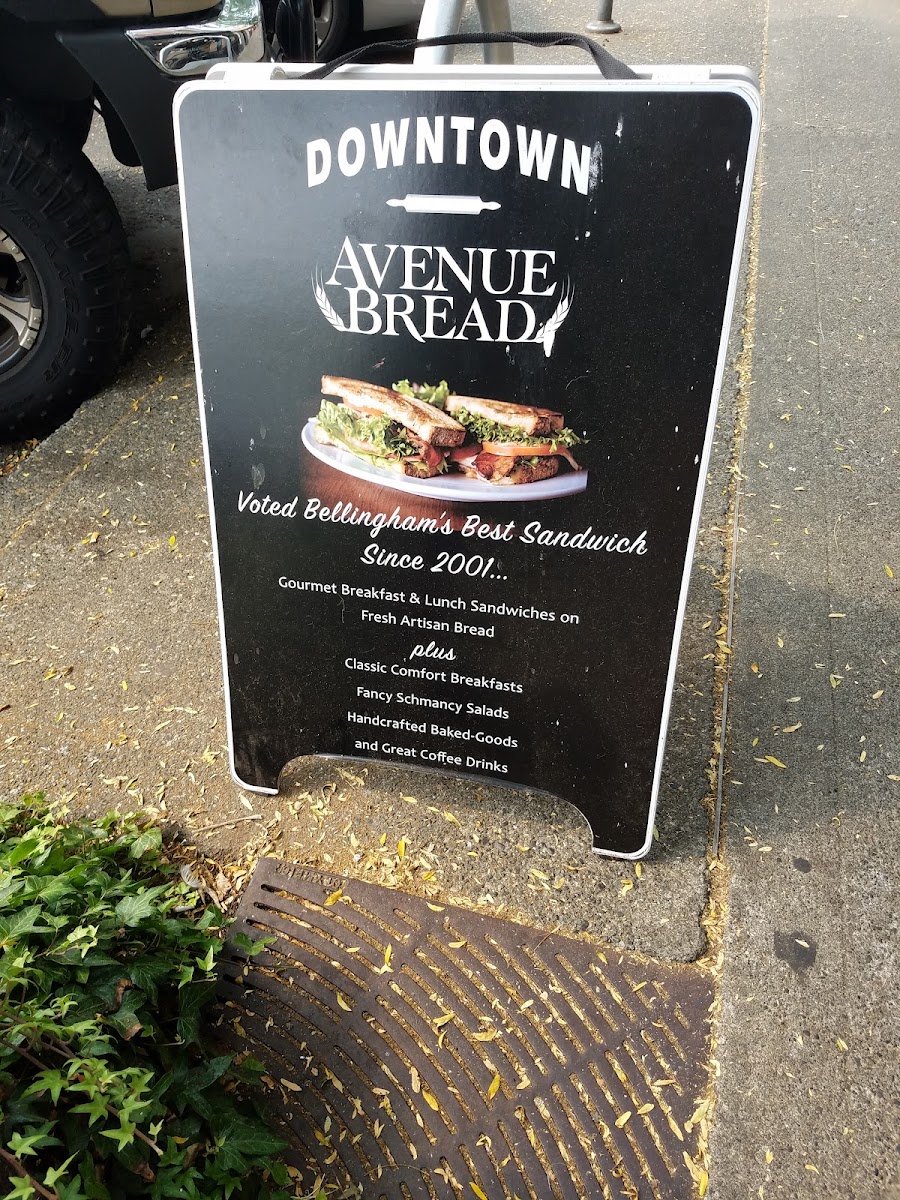 DOWNTOWN
AVENUE
BREAD
Voted Bellingham's Best Sandwich
Since 2001...
Gourmet Breakfast & Lunch Sandwiches on
Fresh Artisan Bread
plus
Classic Comfort Breakfasts
Fancy Schmancy Salads
Handcrafted Baked-Goods
and Great Coffee Drinks